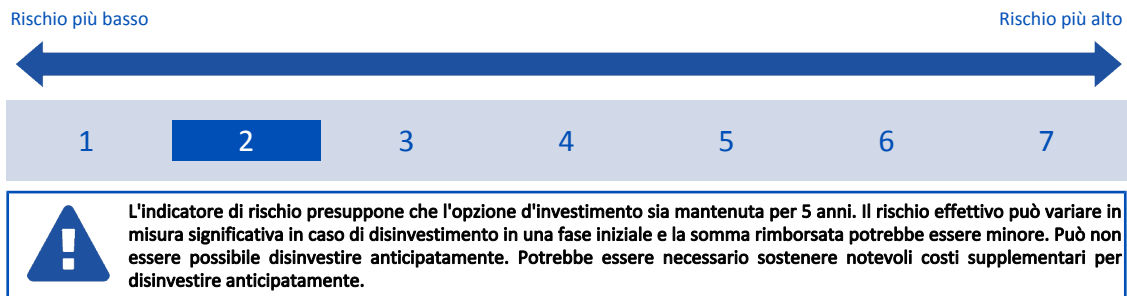 Rischio più basso Rischio più alto
1 2 3 4 5 6 7
L'indicatore di rischio presuppone che l'opzione d'investimento sia mantenuta per 5 anni. Il rischio effettivo può variare in
misura significativa in caso di disinvestimento in una fase iniziale e la somma rimborsata potrebbe essere minore. Può non
essere possibile disinvestire anticipatamente. Potrebbe essere necessario sostenere notevoli costi supplementari per
disinvestire anticipatamente.